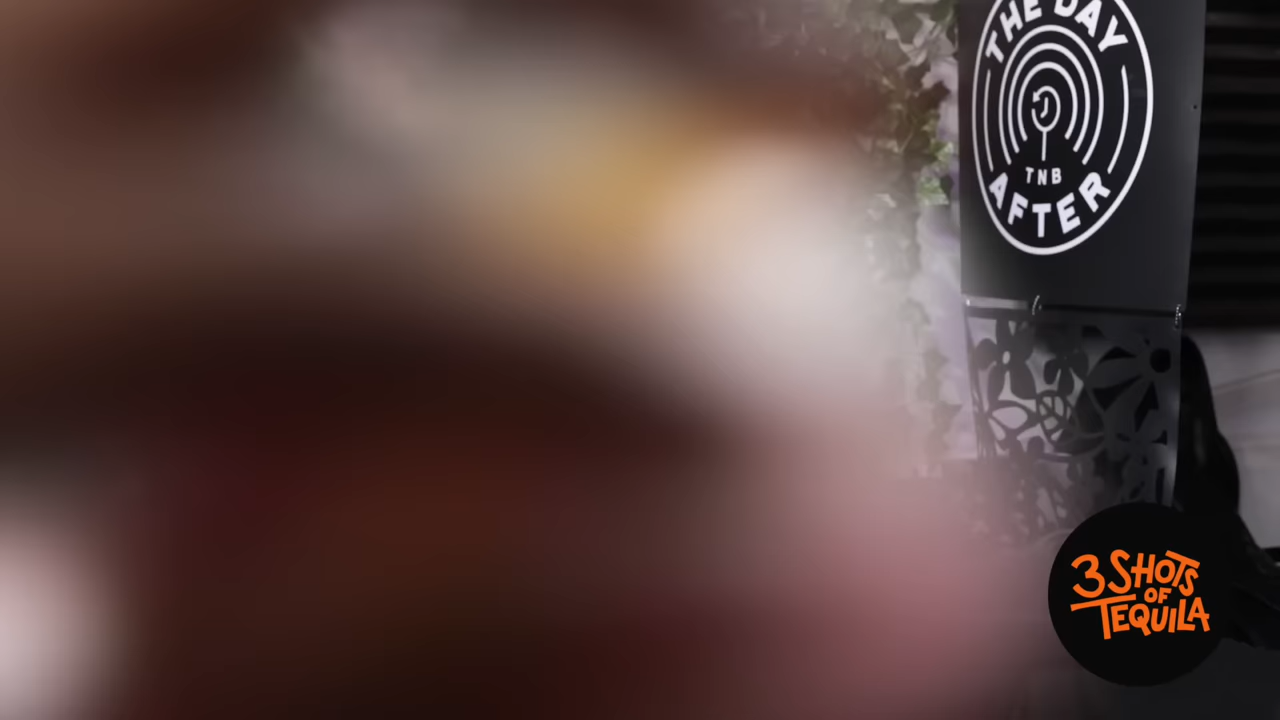 THE DAY
TNB
AFTER
3 SHOTS
OF
TEQUILA